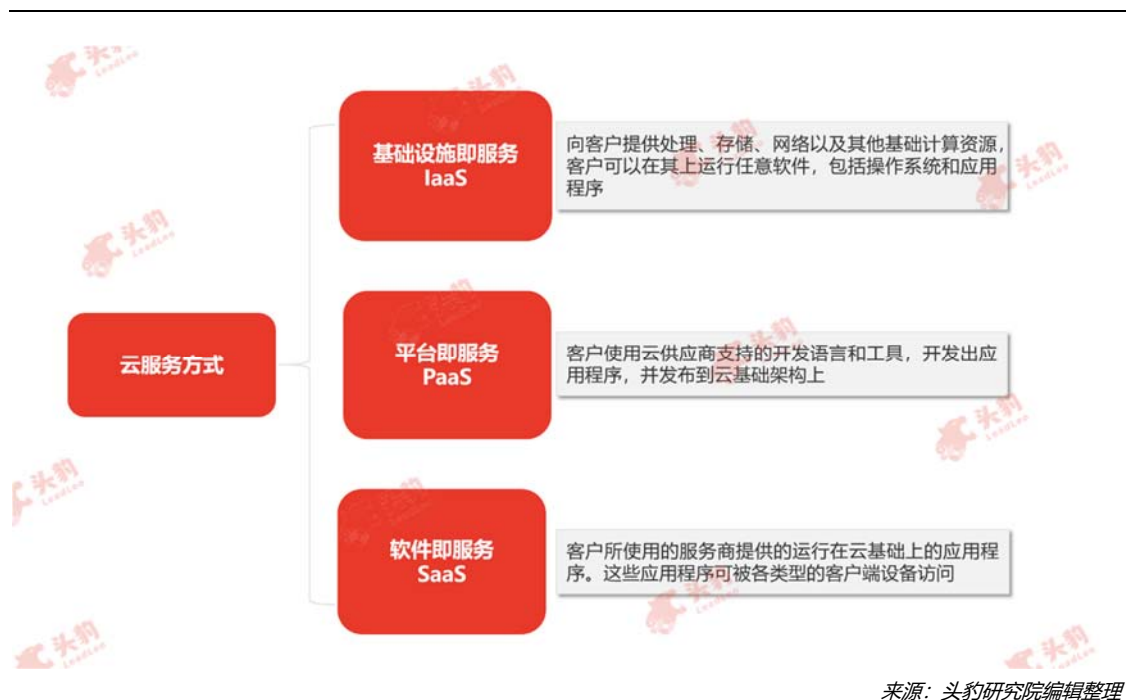 基础设施即服务
IaaS
向客户提供处理、存储、网络以及其他基础计算资源，
客户可以在其上运行任意软件，包括操作系统和应用
程序
云服务方式
平台即服务
PaaS
客户使用云供应商支持的开发语言和工具，开发出应
用程序，并发布到云基础架构上
软件即服务
SaaS
客户所使用的服务商提供的运行在云基础上的应用程
序。这些应用程序可被各类型的客户端设备访问
来源：头豹研究院编辑整理
头豹
LeadLeo